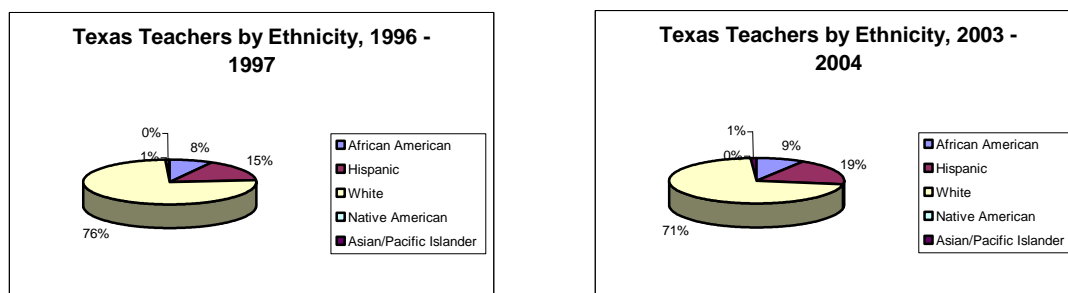 Texas Teachers by Ethnicity, 1996 -
1997
0%
1%
8%
15%
76%
African American
Hispanic
White
Native American
Asian/Pacific Islander
Texas Teachers by Ethnicity, 2003 -
2004
1%
0%
9%
19%
71%
African American
Hispanic
White
Native American
Asian/Pacific Islander